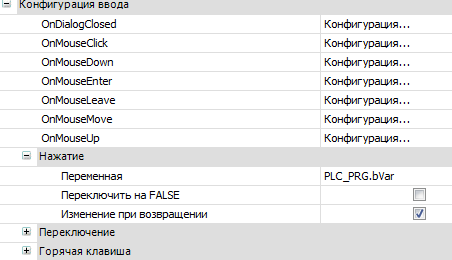 Конфигурация ввода
OnDialogClosed Конфигурация...
OnMouseClick Конфигурация...
OnMouseDown Конфигурация...
OnMouseEnter Конфигурация...
OnMouseLeave Конфигурация...
OnMouseMove Конфигурация...
OnMouseUp Конфигурация...
Нажатие
Переменная PLC_PRG.bVar
Переключить на FALSE
Изменение при возвращении
Переключение
Горячая клавиша